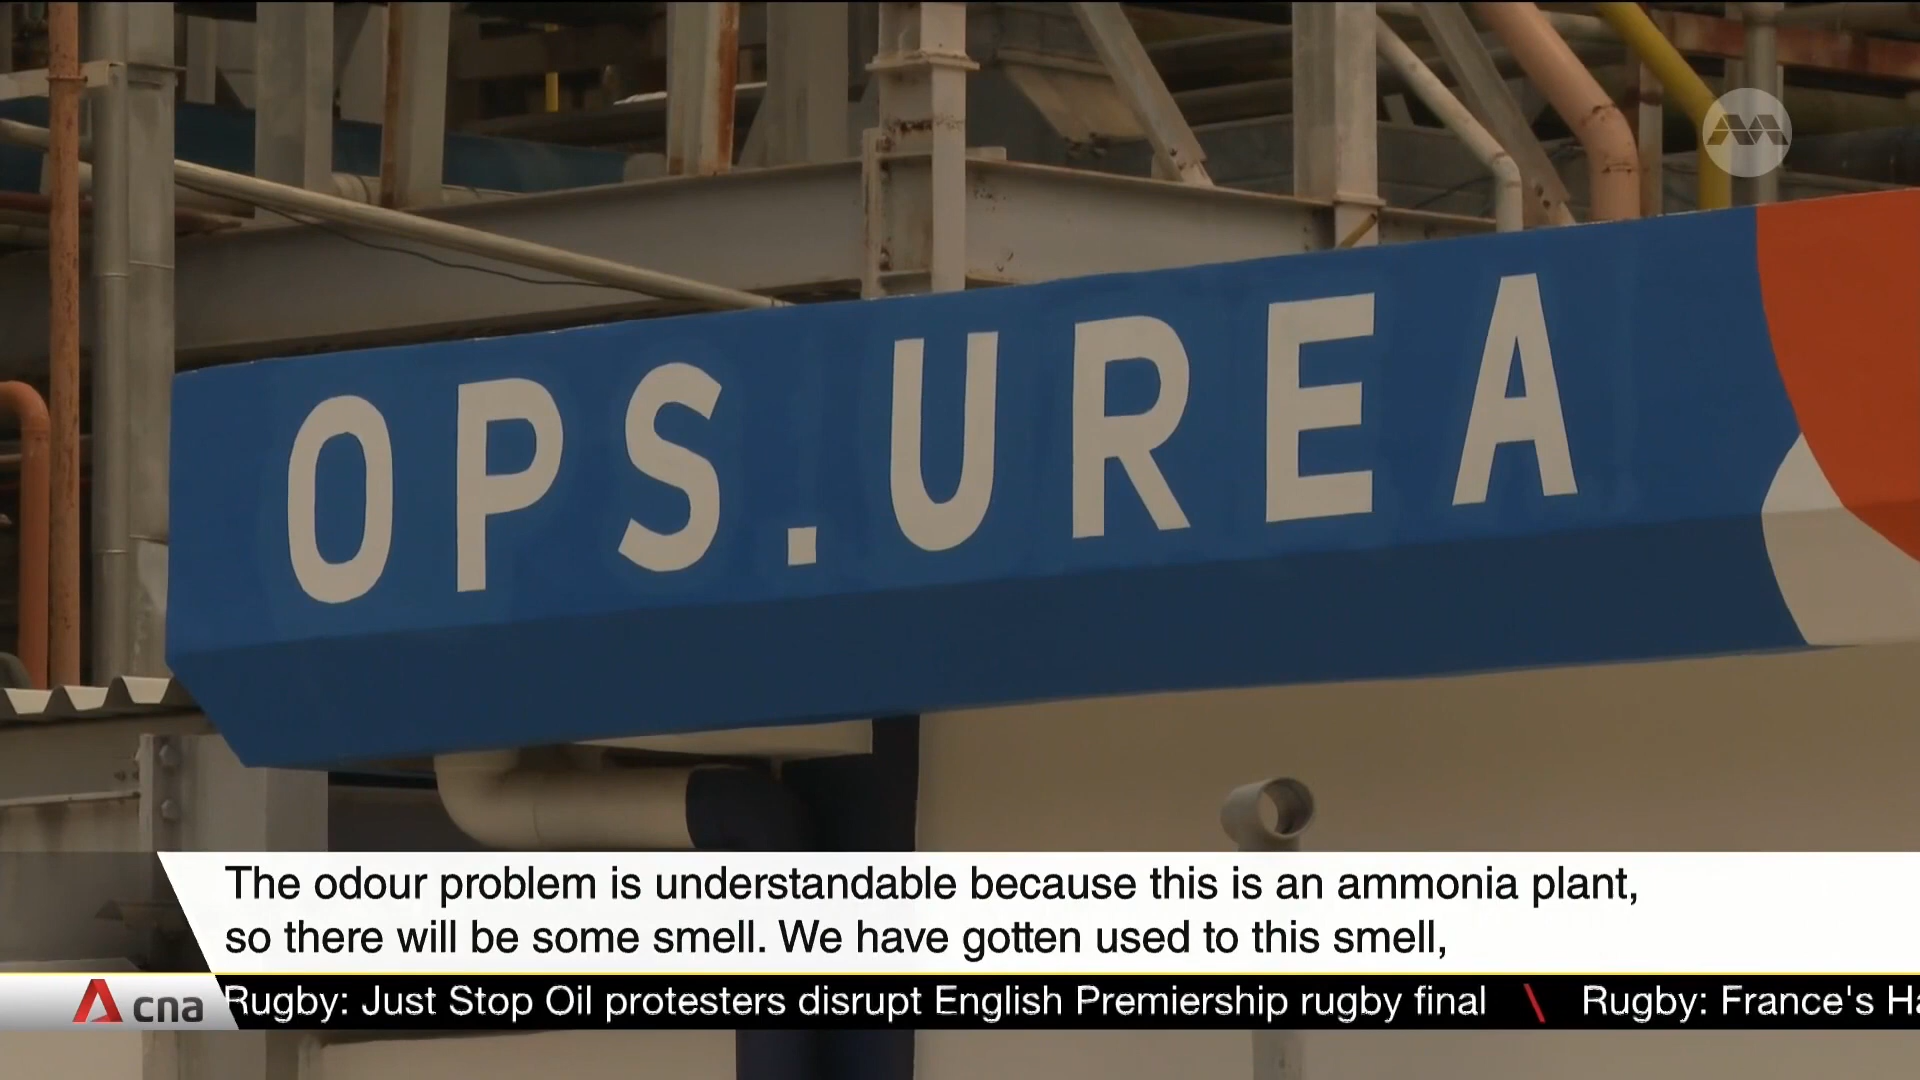 OPS.UREA
The odour problem is understandable because this is an ammonia plant,
so there will be some smell. We have gotten used to this smell,
cna
Rugby: Just Stop Oil protesters disrupt English Premiership rugby final \ Rugby: France's Ha